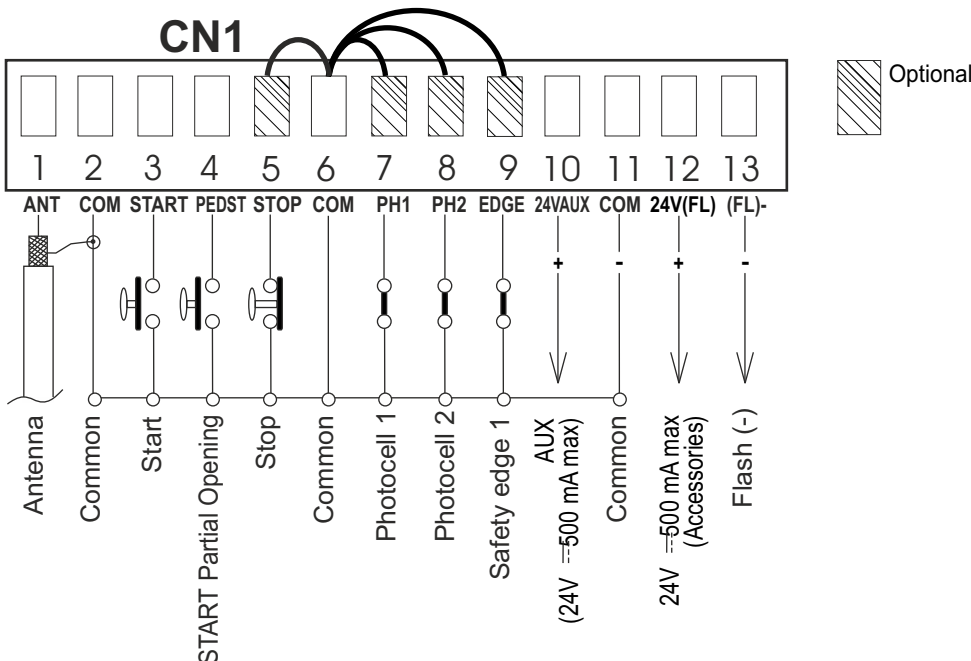 CN1
Optional
1 2 3 4 5 6 7 8 9 10 11 12 13
ANT COM START PEDST STOP COM PH1 PH2 EDGE 24VAUX COM 24V(FL) (FL)-
+ - + -
Antenna
Common
Start
START Partial Opening
Stop
Common
Photocell 1
Photocell 2
Safety edge 1
AUX
(24V ⎓500 mA max)
Common
24V ⎓500 mA max
(Accessories)
Flash (-)